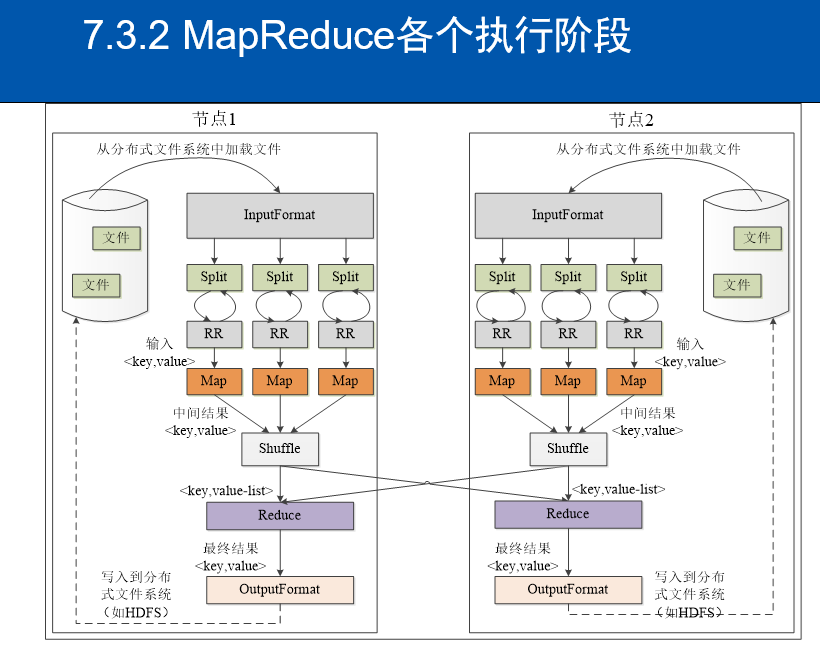 7.3.2 MapReduce各个执行阶段
节点1
从分布式文件系统中加载文件
InputFormat
文件
文件
Split
Split
Split
RR
RR
RR
输入
<key,value>
Map
Map
Map
中间结果
<key,value>
Shuffle
<key,value-list>
Reduce
最终结果
<key,value>
OutputFormat
写入到分布
式文件系统
（如HDFS）
节点2
从分布式文件系统中加载文件
InputFormat
文件
文件
Split
Split
Split
RR
RR
RR
输入
<key,value>
Map
Map
Map
中间结果
<key,value>
Shuffle
<key,value-list>
Reduce
最终结果
<key,value>
OutputFormat
写入到分布
式文件系统
（如HDFS）